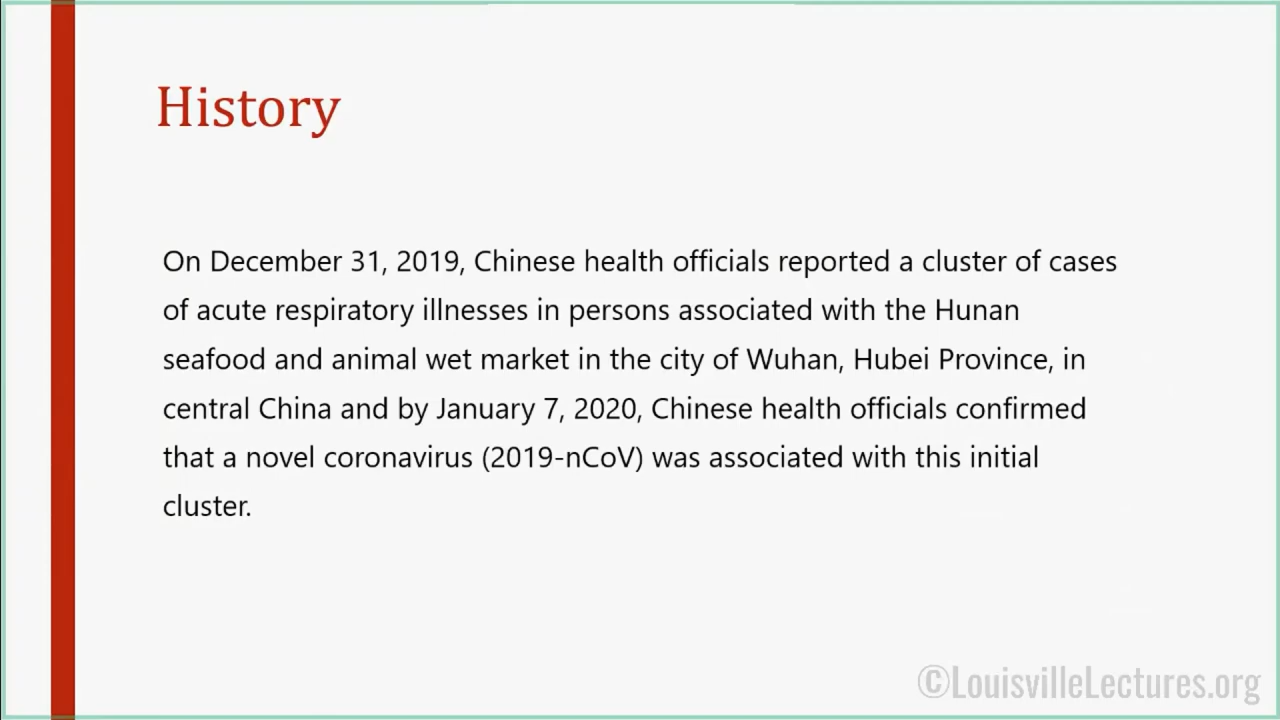 History
On December 31, 2019, Chinese health officials reported a cluster of cases
of acute respiratory illnesses in persons associated with the Hunan
seafood and animal wet market in the city of Wuhan, Hubei Province, in
central China and by January 7, 2020, Chinese health officials confirmed
that a novel coronavirus (2019-nCoV) was associated with this initial
cluster.
©LouisvilleLectures.org